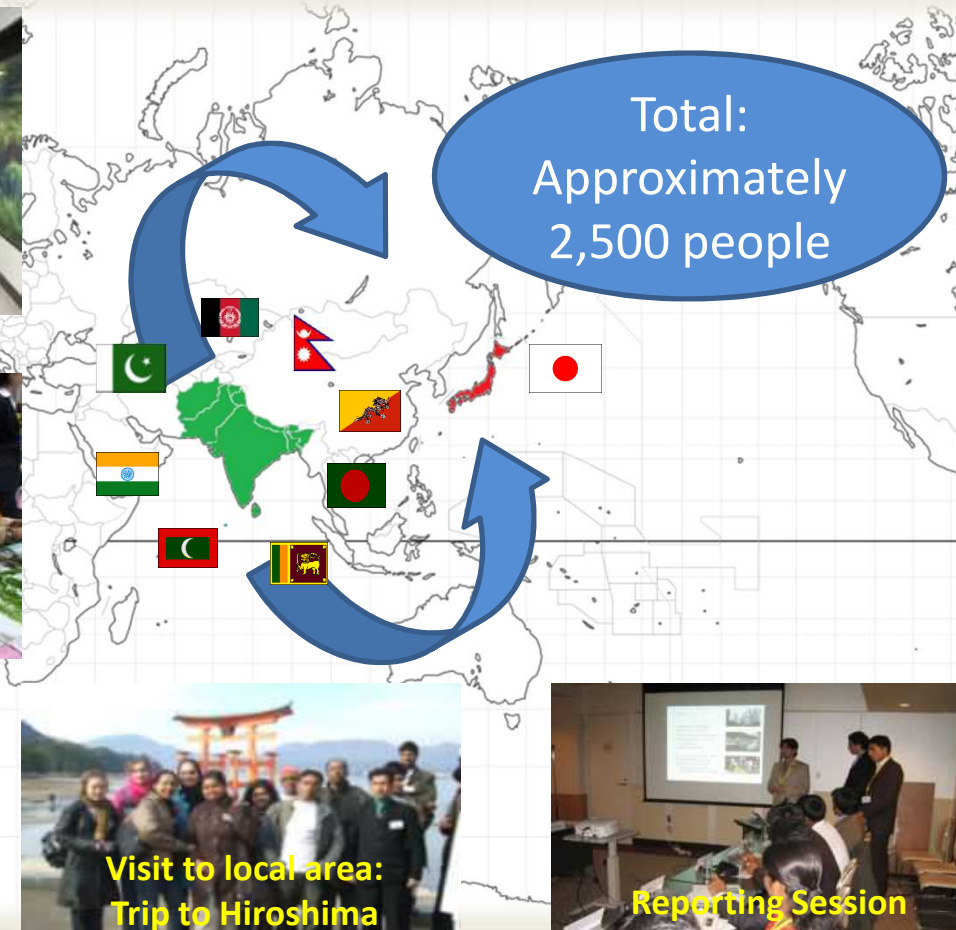 Total:
Approximately
2,500 people
Visit to local area:
Trip to Hiroshima
Reporting Session